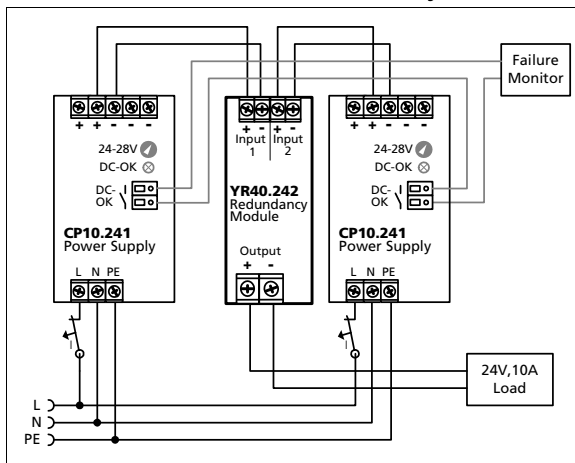 Failure
Monitor
+ + - - -
24-28V
DC-OK
DC-
OK
CP10.241
Power Supply
L N PE
+ - + -
Input
1
Input
2
YR40.242
Redundancy
Module
Output
+ -
+ + - - -
24-28V
DC-OK
DC-
OK
CP10.241
Power Supply
L N PE
I
I
24V,10A
Load
L
N
PE